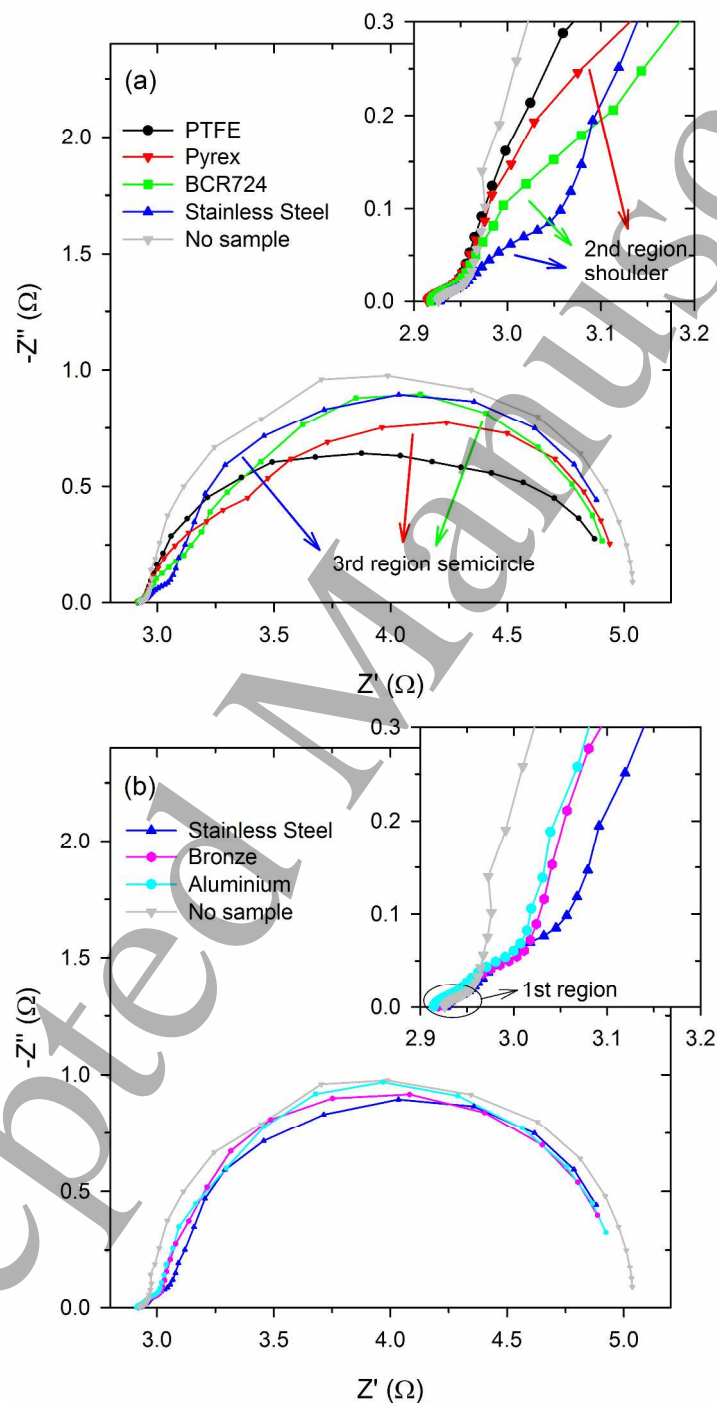 (a)
PTFE
Pyrex
BCR724
Stainless Steel
No sample
0.3
0.2
0.1
0.0
2.9
3.0
3.1
3.2
2nd region
shoulder
2.0
1.5
1.0
0.5
0.0
-Z'' (Ω)
3rd region semicircle
3.0
3.5
4.0
4.5
5.0
Z' (Ω)
(b)
Stainless Steel
Bronze
Aluminium
No sample
0.3
0.2
0.1
0.0
2.9
3.0
3.1
3.2
1st region
2.0
1.5
1.0
0.5
0.0
-Z'' (Ω)
3.0
3.5
4.0
4.5
5.0
Z' (Ω)
cepted Manusc